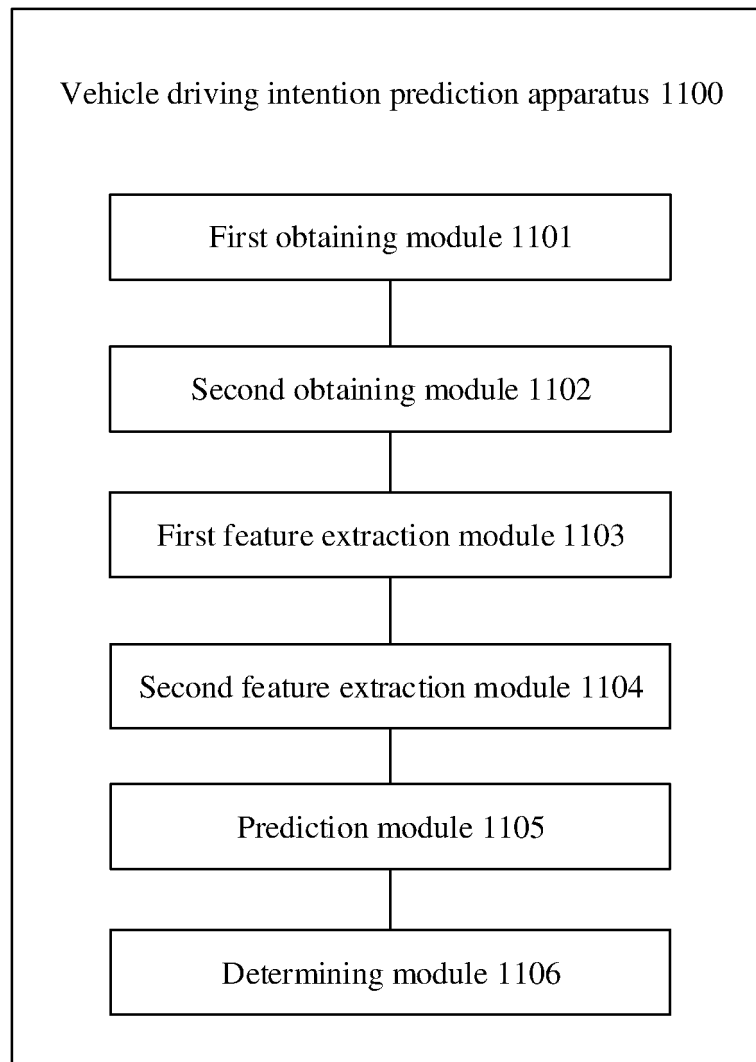 Vehicle driving intention prediction apparatus 1100
First obtaining module 1101
Second obtaining module 1102
First feature extraction module 1103
Second feature extraction module 1104
Prediction module 1105
Determining module 1106